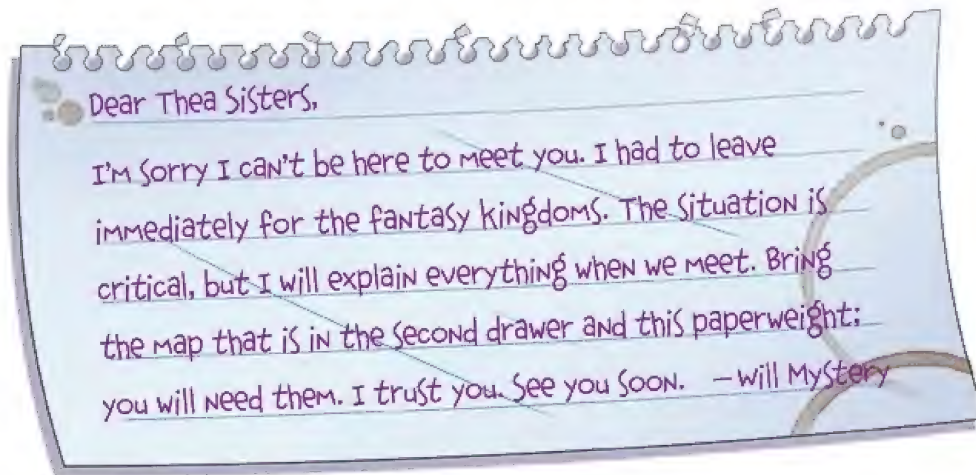 Dear Thea Sisters,
I'm sorry I can't be here to meet you. I had to leave
immediately for the fantasy kingdoms. The situation is
critical, but I will explain everything when we meet. Bring
the map that is in the second drawer and this paperweight;
you will need them. I trust you. See you soon. —Will Mystery